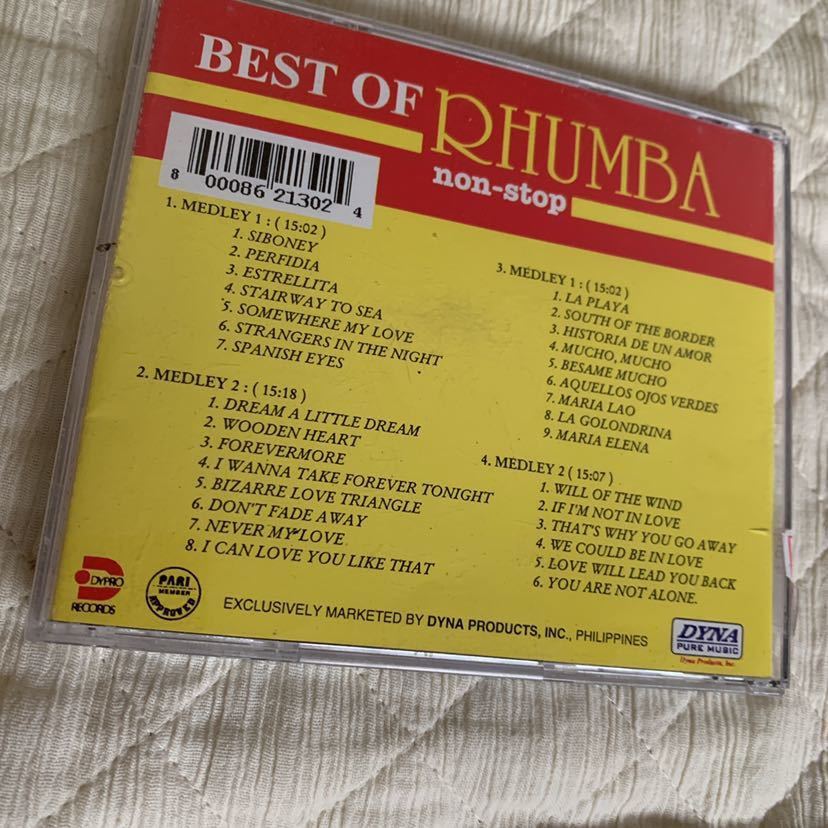 BEST OF RHUMBA
non-stop
8 00086 21302 4
1. MEDLEY 1 : ( 15:02 )
1. SIBONEY
2. PERFIDIA
3. ESTRELLITA
4. STAIRWAY TO SEA
5. SOMEWHERE MY LOVE
6. STRANGERS IN THE NIGHT
7. SPANISH EYES
2. MEDLEY 2 : ( 15:18 )
1. DREAM A LITTLE DREAM
2. WOODEN HEART
3. FOREVERMORE
4. I WANNA TAKE FOREVER TONIGHT
5. BIZARRE LOVE TRIANGLE
6. DON'T FADE AWAY
7. NEVER MY LOVE
8. I CAN LOVE YOU LIKE THAT
3. MEDLEY 1 : ( 15:02 )
1. LA PLAYA
2. SOUTH OF THE BORDER
3. HISTORIA DE UN AMOR
4. MUCHO, MUCHO
5. BESAME MUCHO
6. AQUELLOS OJOS VERDES
7. MARIA LAO
8. LA GOLONDRINA
9. MARIA ELENA
4. MEDLEY 2 ( 15:07 )
1. WILL OF THE WIND
2. IF I'M NOT IN LOVE
3. THAT'S WHY YOU GO AWAY
4. WE COULD BE IN LOVE
5. LOVE WILL LEAD YOU BACK
6. YOU ARE NOT ALONE.
DYPRO
RECORDS
PARI
MEMBER
APPROVED
EXCLUSIVELY MARKETED BY DYNA PRODUCTS, INC., PHILIPPINES
DYNA
PURE MUSIC
Dyna Products, Inc.